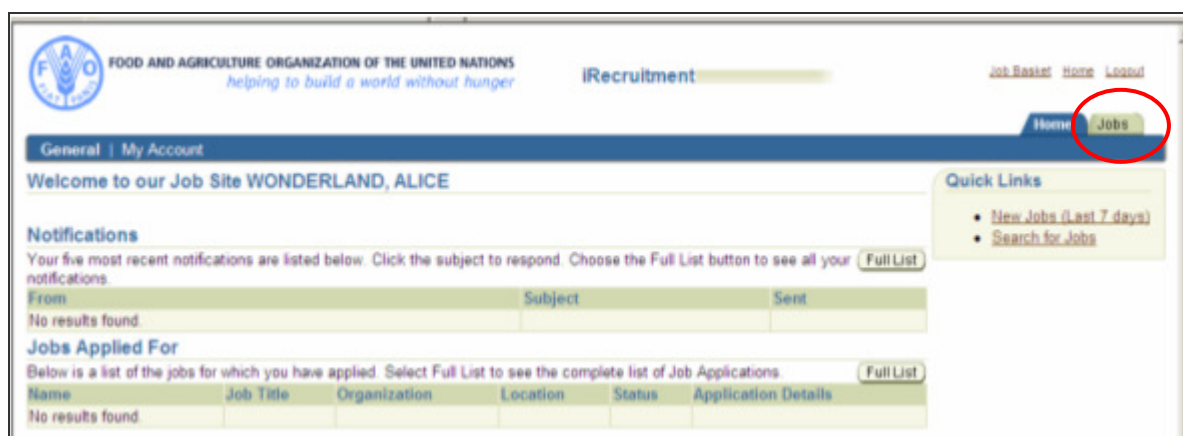 FAO
FIAT PANIS
FOOD AND AGRICULTURE ORGANIZATION OF THE UNITED NATIONS
helping to build a world without hunger
iRecruitment
Job Basket Home Logout
Home Jobs
General | My Account
Welcome to our Job Site WONDERLAND, ALICE
Quick Links
New Jobs (Last 7 days)
Search for Jobs
Notifications
Your five most recent notifications are listed below. Click the subject to respond. Choose the Full List button to see all your notifications.
Full List
From Subject Sent
No results found.
Jobs Applied For
Below is a list of the jobs for which you have applied. Select Full List to see the complete list of Job Applications.
Full List
Name Job Title Organization Location Status Application Details
No results found.